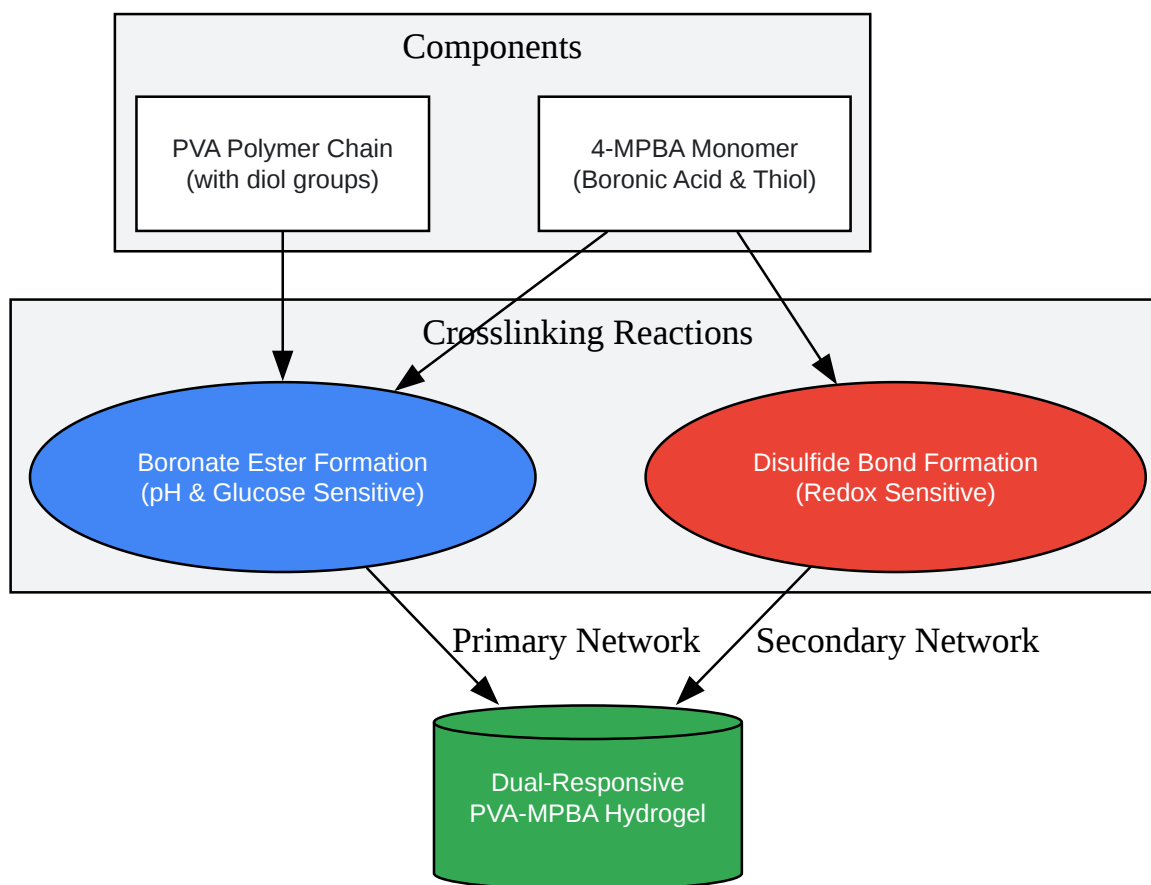 Components
PVA Polymer Chain
(with diol groups)
4-MPBA Monomer
(Boronic Acid & Thiol)
Crosslinking Reactions
Boronate Ester Formation
(pH & Glucose Sensitive)
Disulfide Bond Formation
(Redox Sensitive)
Primary Network
Secondary Network
Dual-Responsive
PVA-MPBA Hydrogel